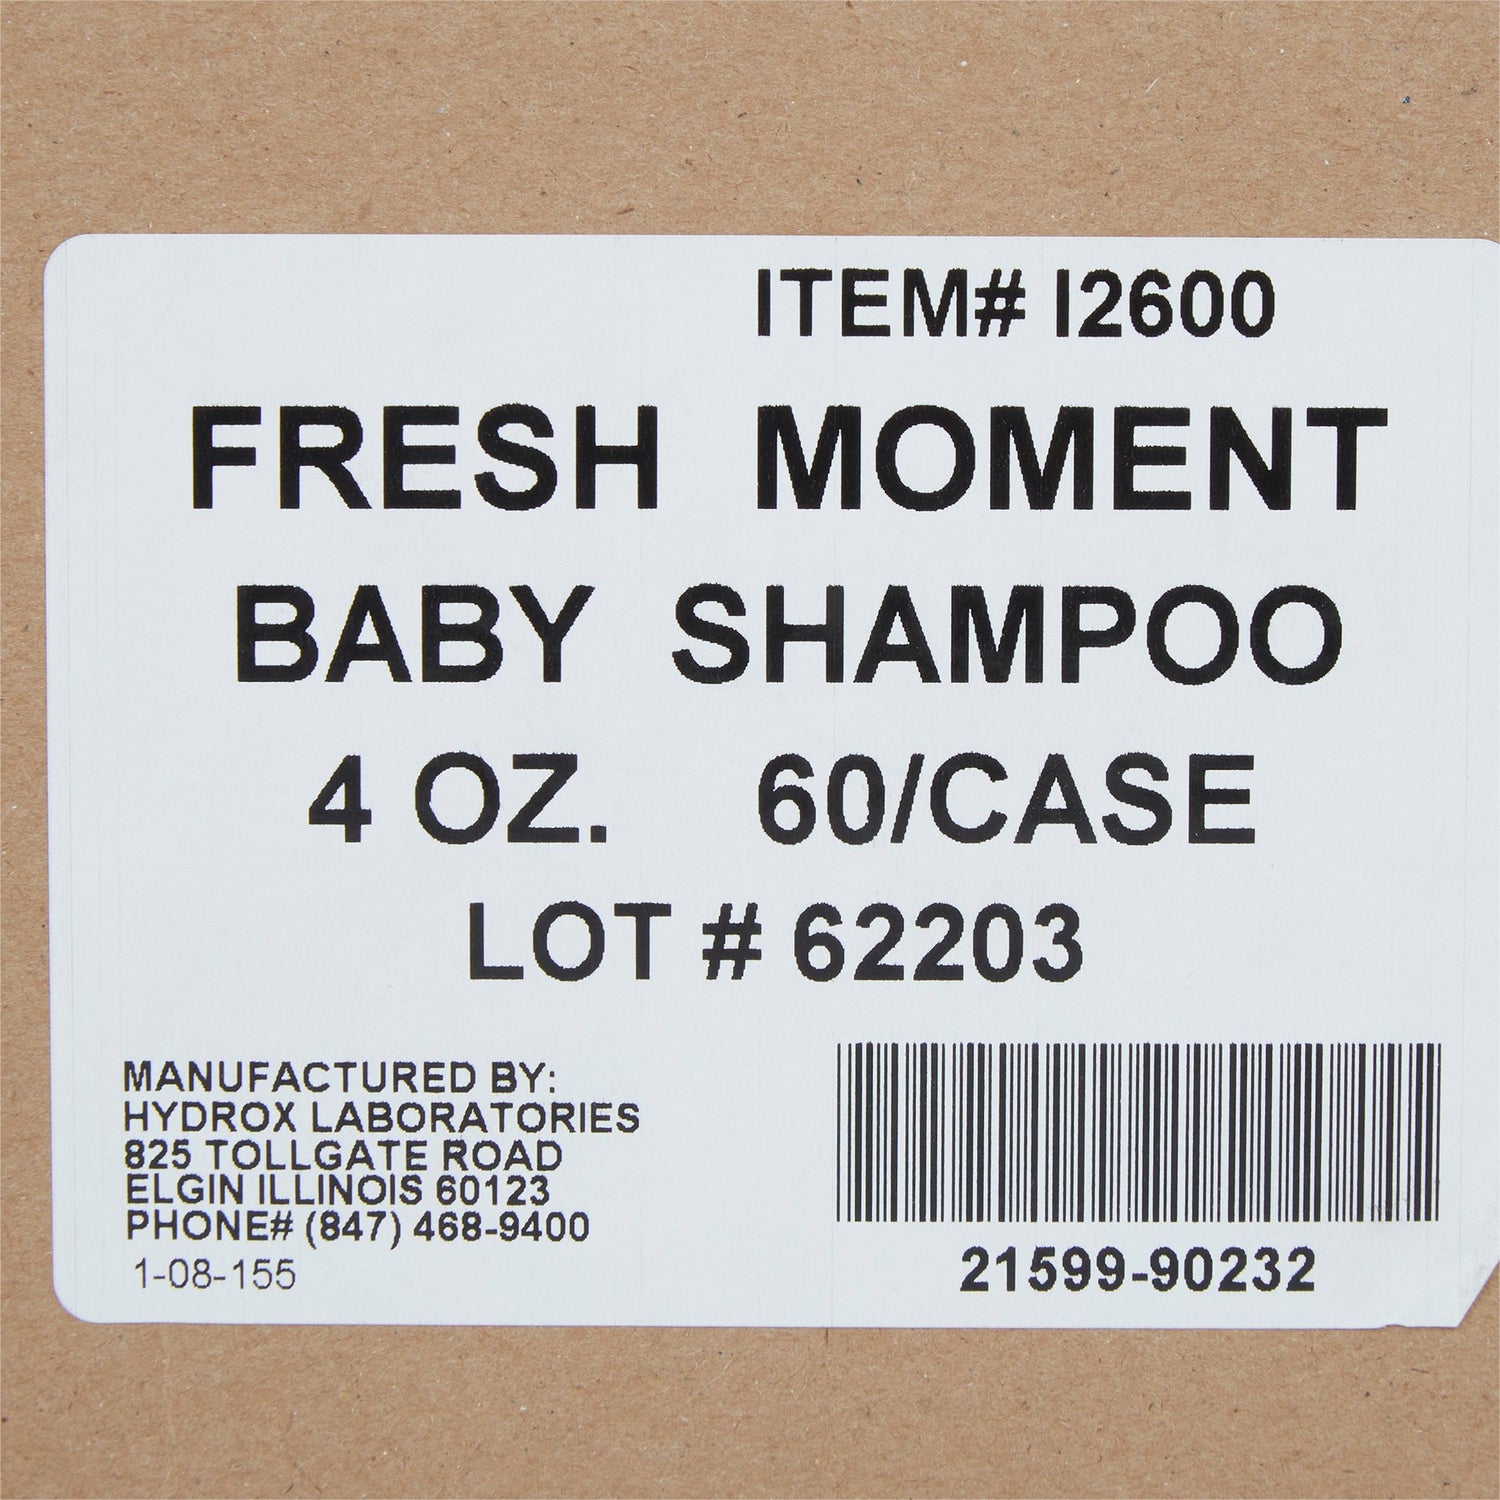 ITEM# I2600
FRESH MOMENT
BABY SHAMPOO
4 OZ. 60/CASE
LOT # 62203
MANUFACTURED BY:
HYDROX LABORATORIES
825 TOLLGATE ROAD
ELGIN ILLINOIS 60123
PHONE# (847) 468-9400
1-08-155
21599-90232